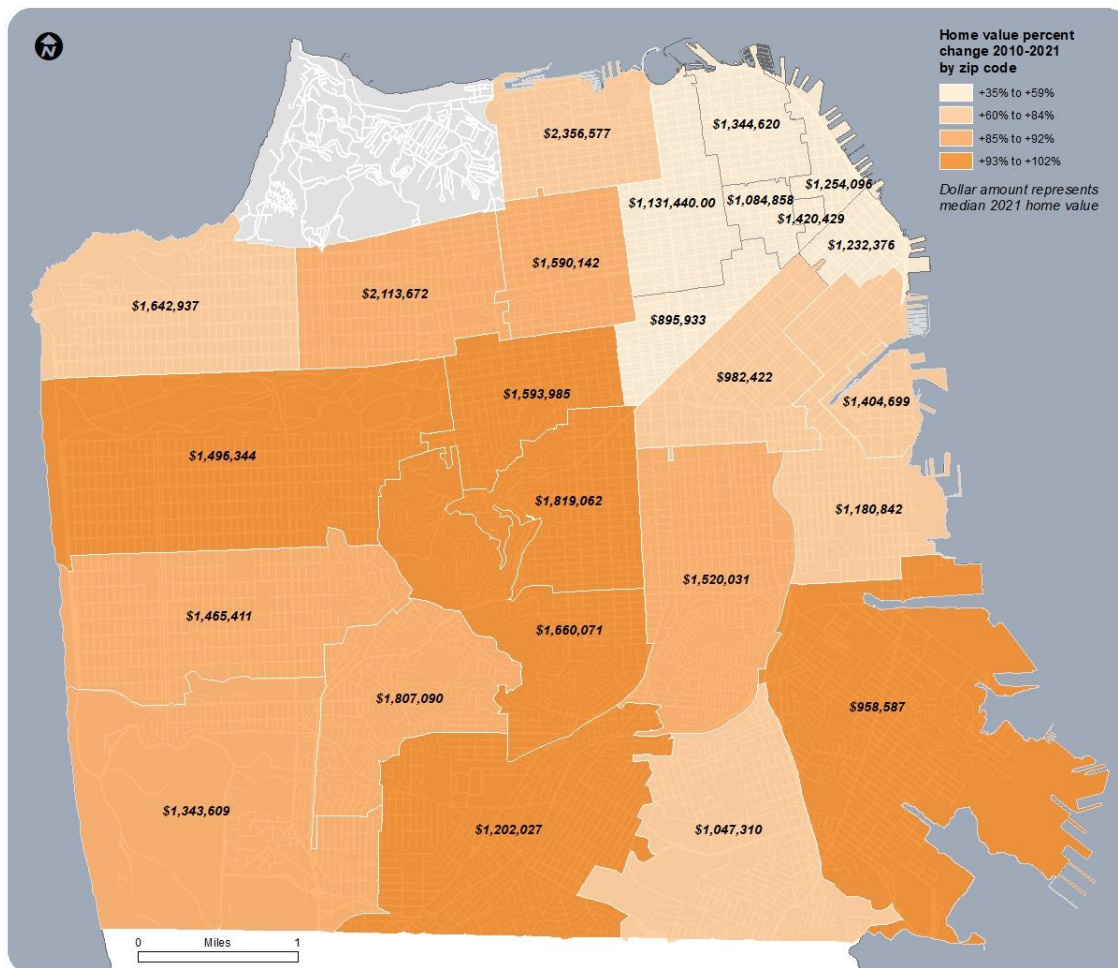 N
Home value percent
change 2010-2021
by zip code
+35% to +59%
+60% to +84%
+85% to +92%
+93% to +102%
Dollar amount represents
median 2021 home value
$2,356,577
$1,344,620
$1,254,096
$1,131,440.00
$1,084,858
$1,420,429
$1,232,376
$1,590,142
$2,113,672
$1,642,937
$895,933
$982,422
$1,404,699
$1,593,985
$1,496,344
$1,819,062
$1,180,842
$1,520,031
$1,465,411
$1,660,071
$1,807,090
$958,587
$1,343,609
$1,202,027
$1,047,310
0 Miles 1